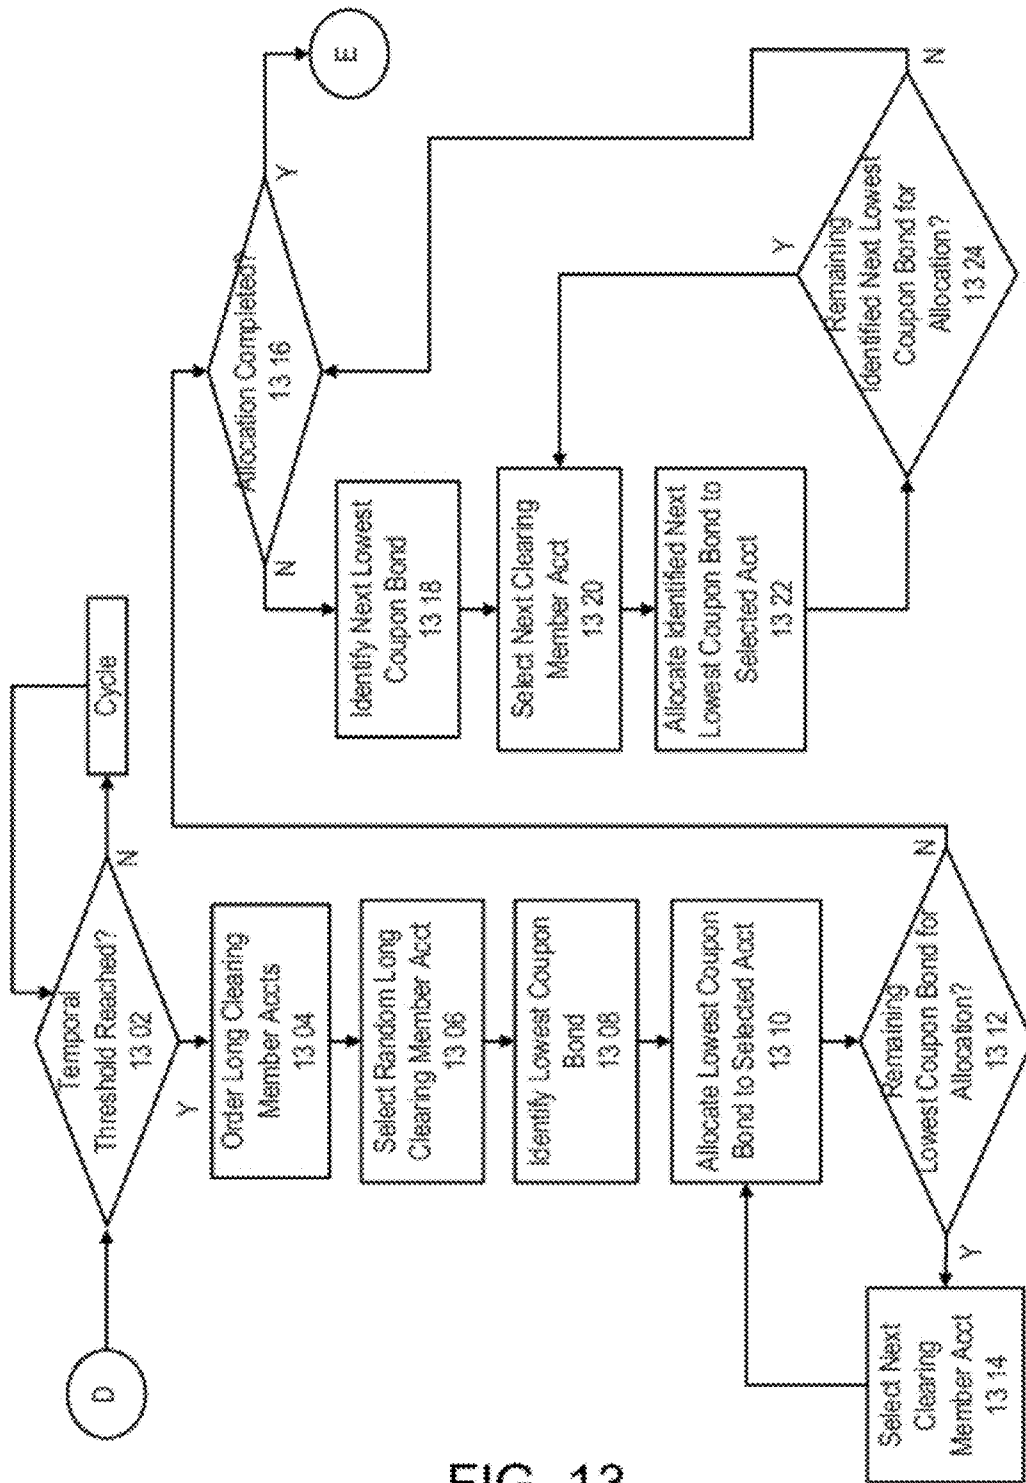 D
Temporal
Threshold Reached?
13 02
N
Cycle
Y
Order Long Clearing
Member Accts
13 04
Select Random Long
Clearing Member Acct
13 06
Identify Lowest Coupon
Bond
13 08
Allocate Lowest Coupon
Bond to Selected Acct
13 10
Remaining
Lowest Coupon Bond for
Allocation?
13 12
N
Y
Select Next
Clearing
Member Acct
13 14
Allocation Completed?
13 16
Y
E
N
Identify Next Lowest
Coupon Bond
13 18
Select Next Clearing
Member Acct
13 20
Allocate Identified Next
Lowest Coupon Bond to
Selected Acct
13 22
Remaining
Identified Next Lowest
Coupon Bond for
Allocation?
13 24
Y
N
FIG. 13